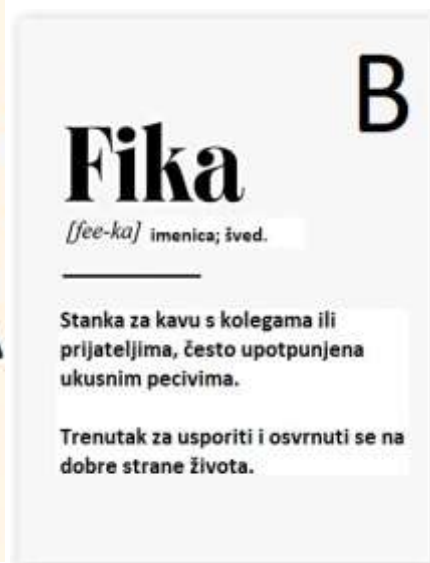 B
Fika
[fee-ka] imenica; šved.
Stanka za kavu s kolegama ili
prijateljima, često upotpunjena
ukusnim pecivima.
Trenutak za usporiti i osvrnuti se na
dobre strane života.